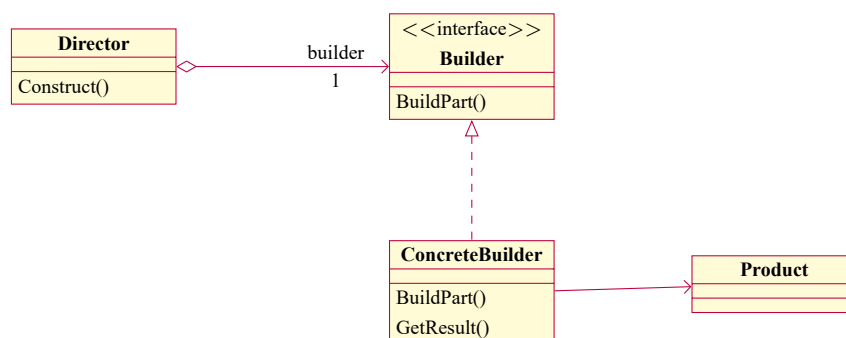 Director
Construct()
builder
1
<<interface>>
Builder
BuildPart()
ConcreteBuilder
BuildPart()
GetResult()
Product